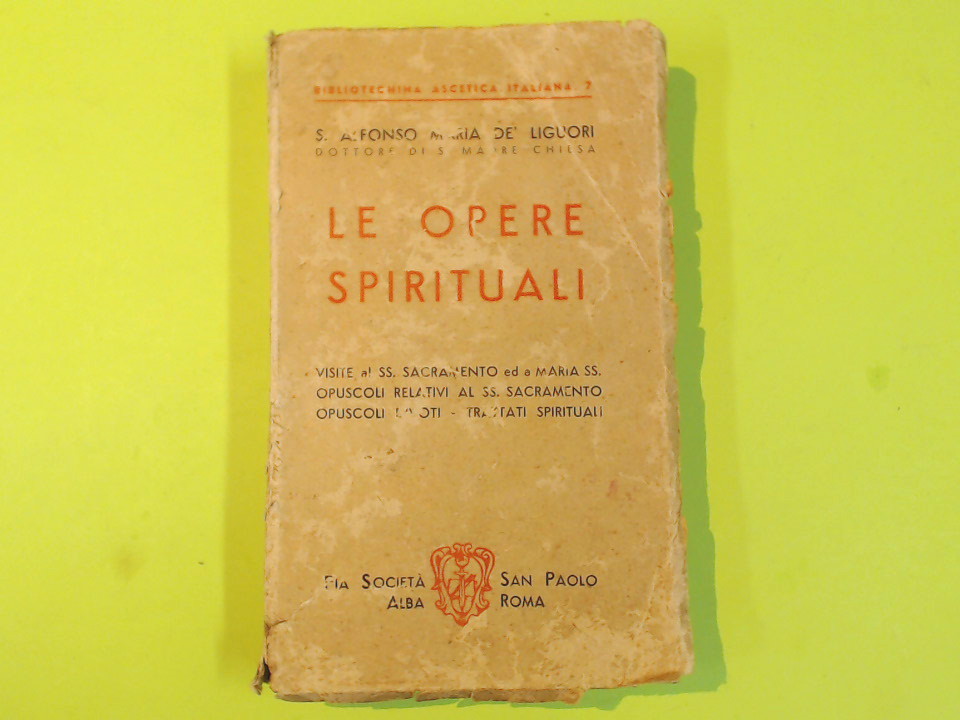 BIBLIOTECHINA ASCETICA ITALIANA. 7
S. ALFONSO MARIA DE' LIGUORI
DOTTORE DI S. MADRE CHIESA
LE OPERE
SPIRITUALI
VISITE al SS. SACRAMENTO ed a MARIA SS.
OPUSCOLI RELATIVI AL SS. SACRAMENTO
OPUSCOLI DIVOTI - TRATTATI SPIRITUALI
PIA SOCIETÀ SAN PAOLO
ALBA ROMA